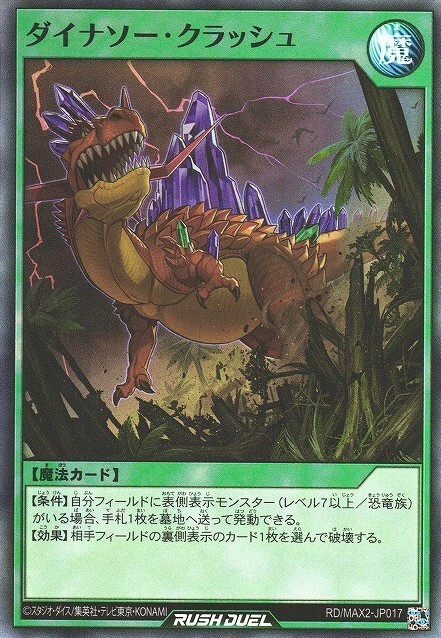 ダイナソー・クラッシュ
魔
【魔法カード】
【条件】自分フィールドに表側表示モンスター(レベル7以上/恐竜族)
がいる場合、手札1枚を墓地へ送って発動できる。
【効果】相手フィールドの裏側表示のカード1枚を選んで破壊する。
©スタジオ・ダイス/集英社・テレビ東京・KONAMI
RUSH DUEL
RD/MAX2-JP017